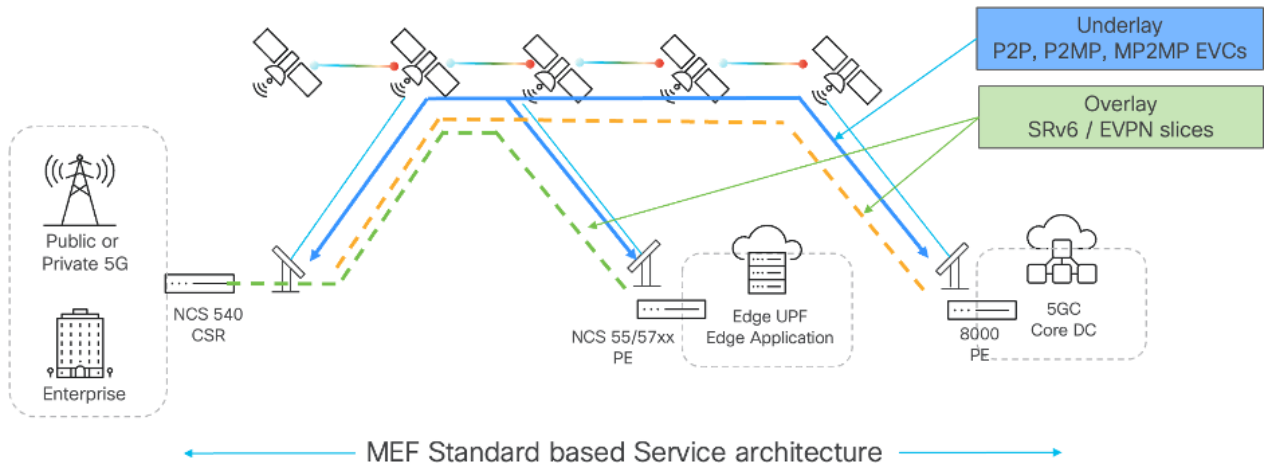 Underlay
P2P, P2MP, MP2MP EVCs
Overlay
SRv6 / EVPN slices
Public or
Private 5G
Enterprise
NCS 540
CSR
NCS 55/57xx
PE
Edge UPF
Edge Application
8000
PE
5GC
Core DC
MEF Standard based Service architecture